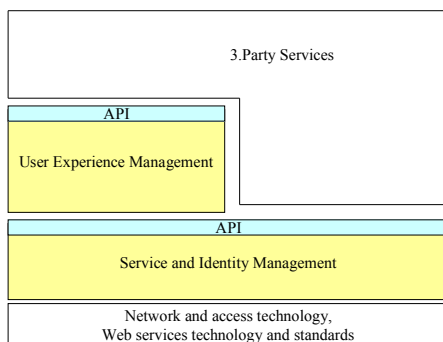 3.Party Services
API
User Experience Management
API
Service and Identity Management
Network and access technology,
Web services technology and standards